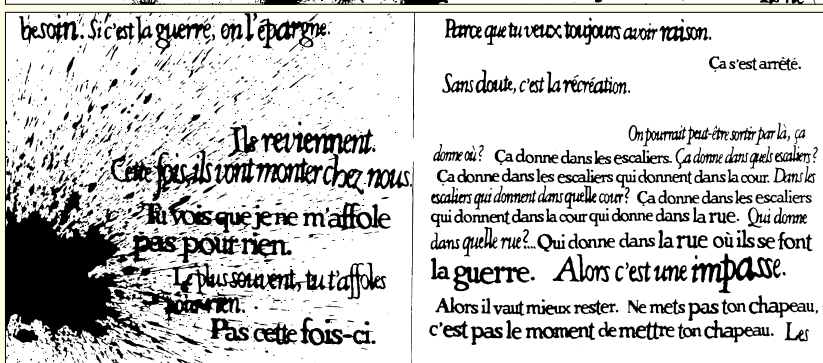 besoin. Si c'est la guerre, on l'épargne.
Ils reviennent.
Cette fois, ils vont monter chez nous.
Tu vois que je ne m'affole
pas pour rien.
Le plus souvent, tu t'affoles
pour rien.
Pas cette fois-ci.
Parce que tu veux toujours avoir raison.
Ça s'est arrêté.
Sans doute, c'est la récréation.
On pourrait peut-être sortir par là, ça
donne où? Ça donne dans les escaliers. Ça donne dans quels escaliers?
Ça donne dans les escaliers qui donnent dans la cour. Dans les
escaliers qui donnent dans quelle cour? Ça donne dans les escaliers
qui donnent dans la cour qui donne dans la rue. Qui donne
dans quelle rue?... Qui donne dans la rue où ils se font
la guerre. Alors c'est une impasse.
Alors il vaut mieux rester. Ne mets pas ton chapeau,
c'est pas le moment de mettre ton chapeau. Les